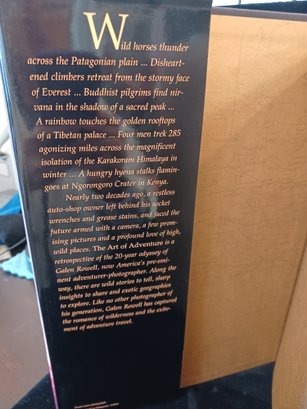 Wild horses thunder
across the Patagonian plain ... Disheart-
ened climbers retreat from the stormy face
of Everest ... Buddhist pilgrims find nir-
vana in the shadow of a sacred peak ...
A rainbow touches the golden rooftops
of a Tibetan palace ... Four men trek 285
agonizing miles across the magnificent
isolation of the Karakoram Himalaya in
winter ... A hungry hyena stalks flamin-
goes at Ngorongoro Crater in Kenya.
Nearly two decades ago, a restless
auto-shop owner left behind his socket
wrenches and grease stains, and faced the
future armed with a camera, a few prom-
ising pictures and a profound love of high,
wild places. The Art of Adventure is a
retrospective of the 20-year odyssey of
Galen Rowell, now America's pre-emi-
nent adventurer-photographer. Along the
way, there are wild stories to tell, sharp
insights to share and exotic geographies
to explore. Like no other photographer of
his generation, Galen Rowell has captured
the romance of wilderness and the excite-
ment of adventure travel.